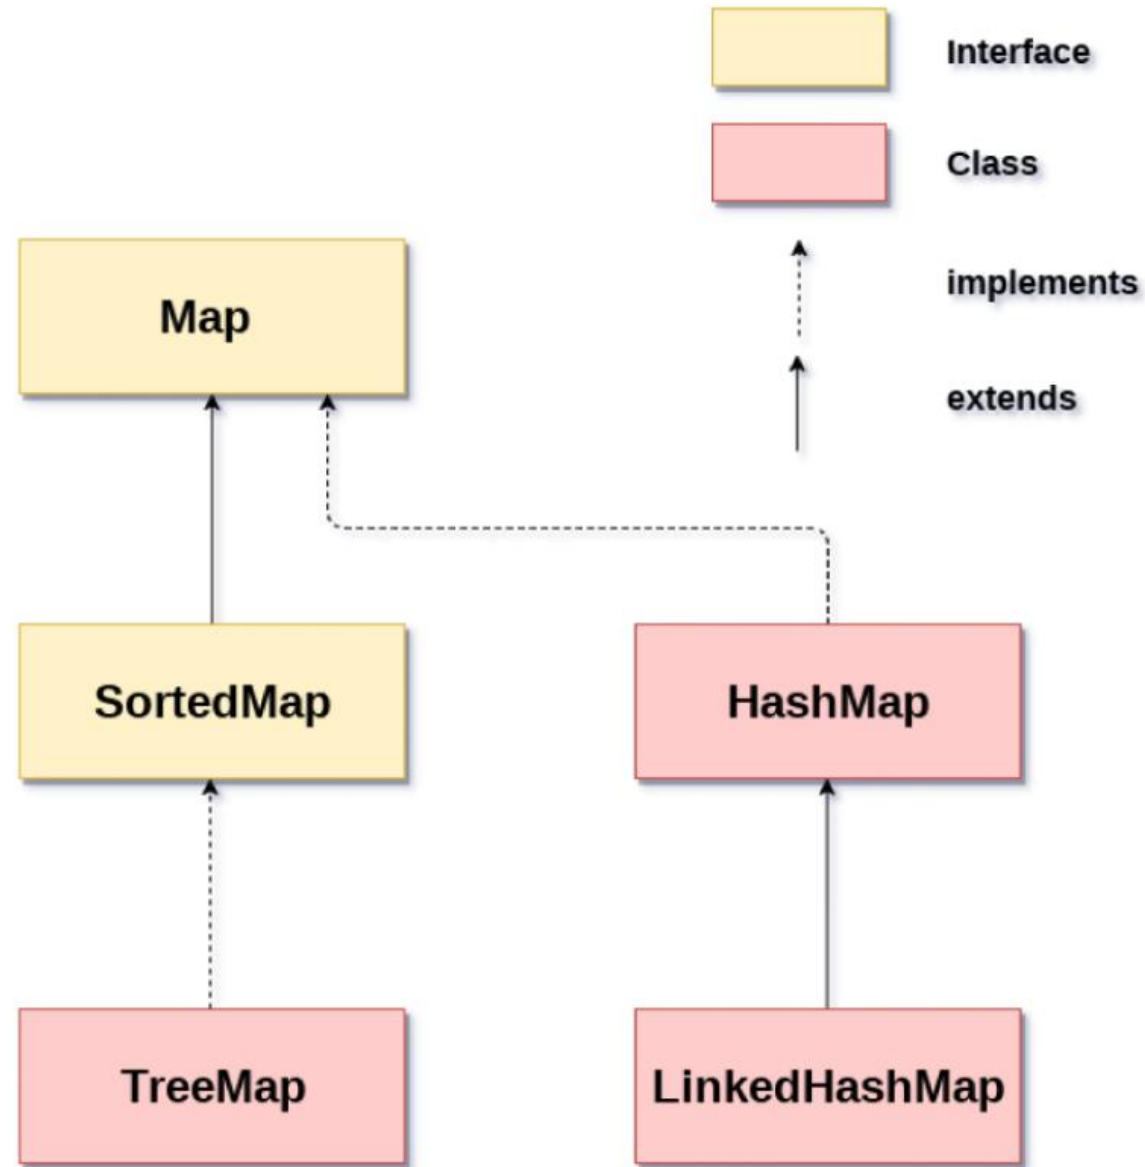 Interface
Class
implements
extends
Map
SortedMap
HashMap
TreeMap
LinkedHashMap